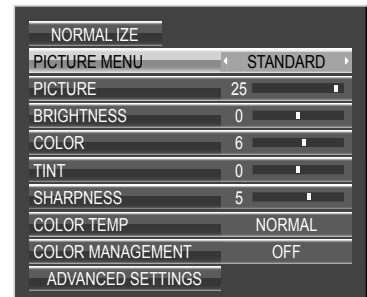 NORMAL IZE
PICTURE MENU STANDARD
PICTURE 25
BRIGHTNESS 0
COLOR 6
TINT 0
SHARPNESS 5
COLOR TEMP NORMAL
COLOR MANAGEMENT OFF
ADVANCED SETTINGS